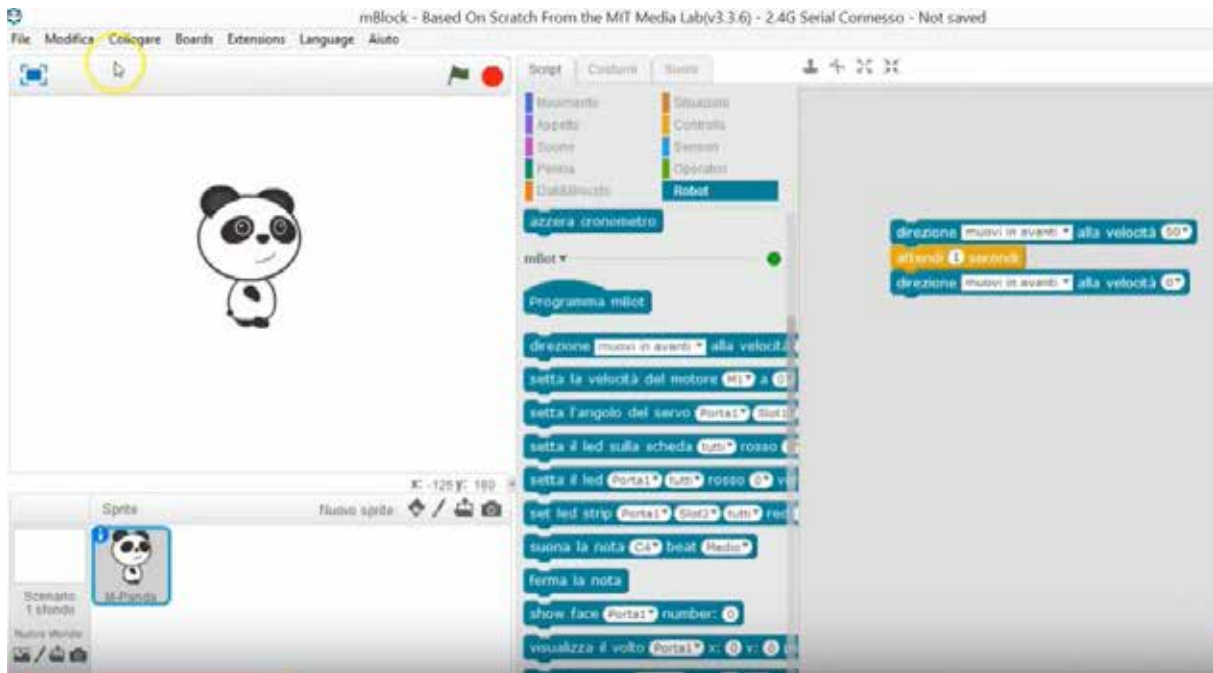 mBlock - Based On Scratch From the MIT Media Lab(v3.3.6) - 2.4G Serial Connesso - Not saved
File Modifica Collegare Boards Extensions Language Aiuto
Script Costumi Suoni
Movimento Situazioni
Aspetto Controllo
Suono Sensori
Penna Operatori
Robot
azzera cronometro
mBot
Programma mBot
direzione muovi in avanti alla velocità
setta la velocità del motore M1 a 0
setta l'angolo del servo Porta1 Slot1
setta il led sulla scheda tutti rosso
setta il led Porta1 tutti rosso 0
set led strip Porta1 Slot2 tutti red
suona la nota C4 beat Medio
ferma la nota
show face Porta1 number: 0
visualizza il volto Porta1 x: 0 y: 0
direzione muovi in avanti alla velocità 50
attendi 1 secondi
direzione muovi in avanti alla velocità 0
Sprite Nuovo sprite
M-Panda
Scenario
1 sfondo
Nuovo sfondo